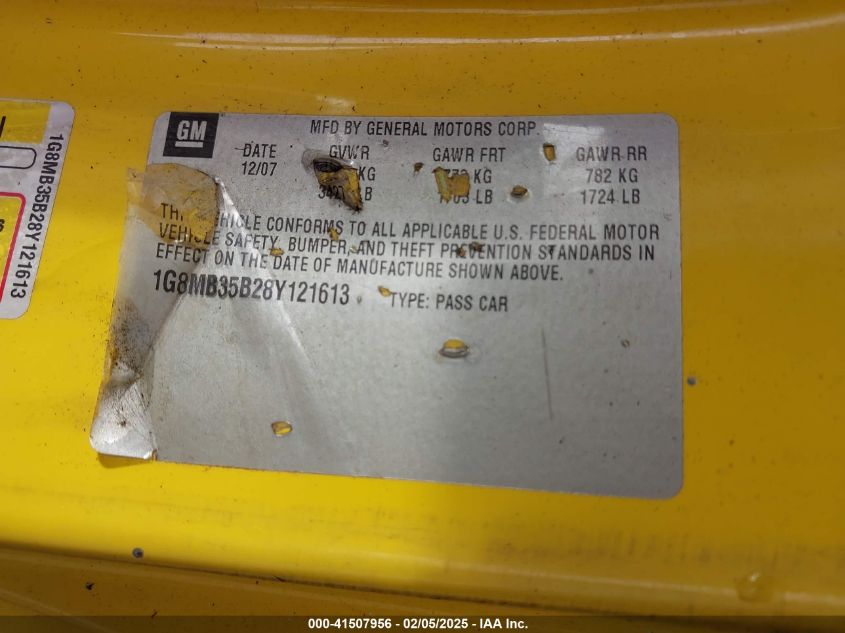 1G8MB35B28Y121613
GM
MFD BY GENERAL MOTORS CORP.
DATE GVWR GAWR FRT GAWR RR
12/07 KG KG 782 KG
LB LB 1724 LB
VEHICLE CONFORMS TO ALL APPLICABLE U.S. FEDERAL MOTOR
VEHICLE SAFETY, BUMPER, AND THEFT PREVENTION STANDARDS IN
EFFECT ON THE DATE OF MANUFACTURE SHOWN ABOVE.
1G8MB35B28Y121613 TYPE: PASS CAR
000-41507956 - 02/05/2025 - IAA Inc.